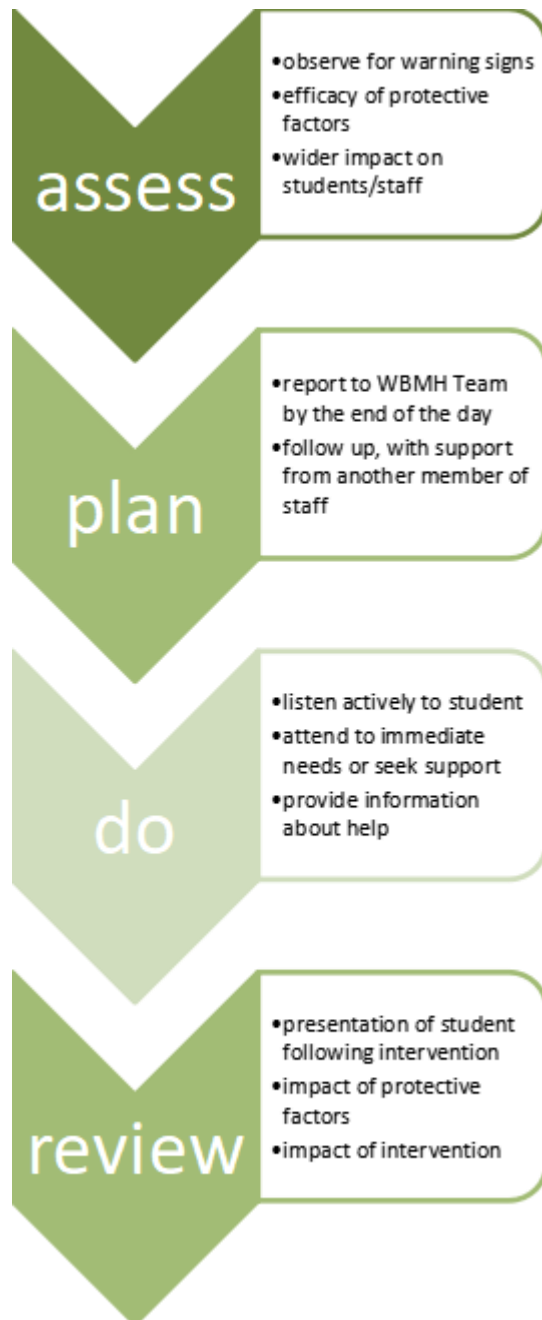 assess
•observe for warning signs
•efficacy of protective
factors
•wider impact on
students/staff
plan
•report to WBMH Team
by the end of the day
•follow up, with support
from another member of
staff
do
•listen actively to student
•attend to immediate
needs or seek support
•provide information
about help
review
•presentation of student
following intervention
•impact of protective
factors
•impact of intervention